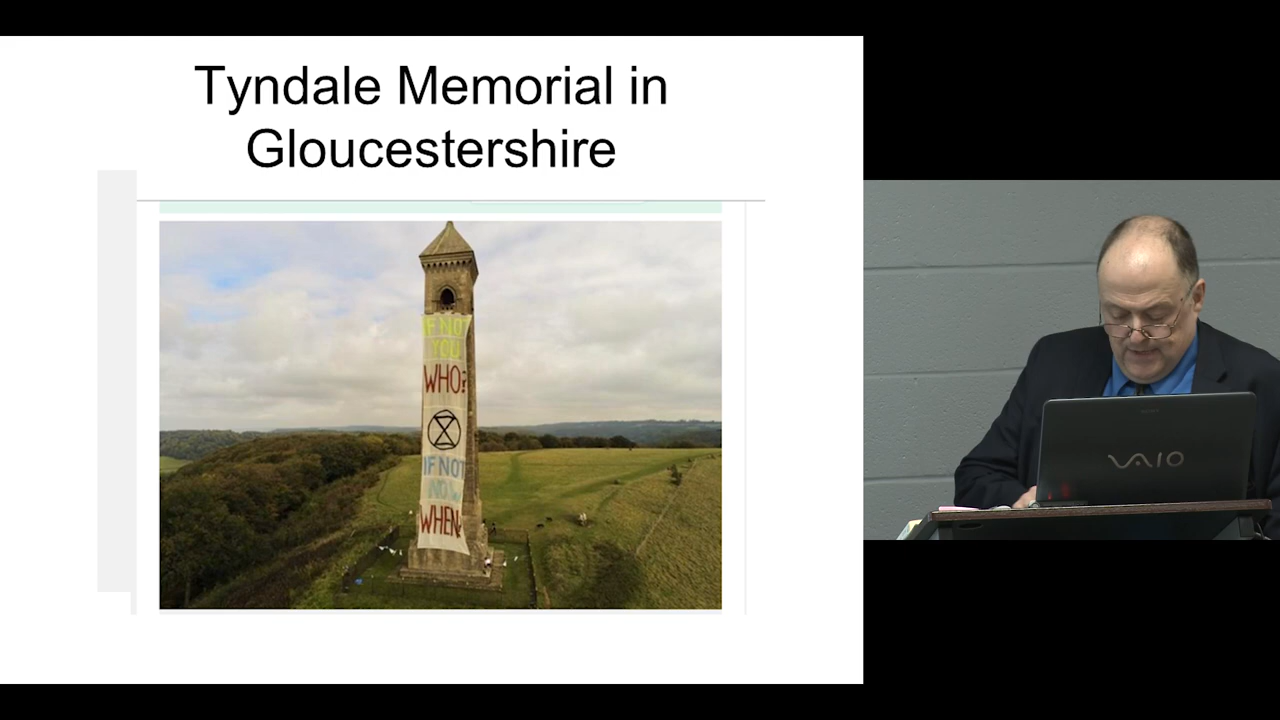 Tyndale Memorial in
Gloucestershire
IF NOT
YOU
WHO?
IF NOT
NOW
WHEN?
VAIO